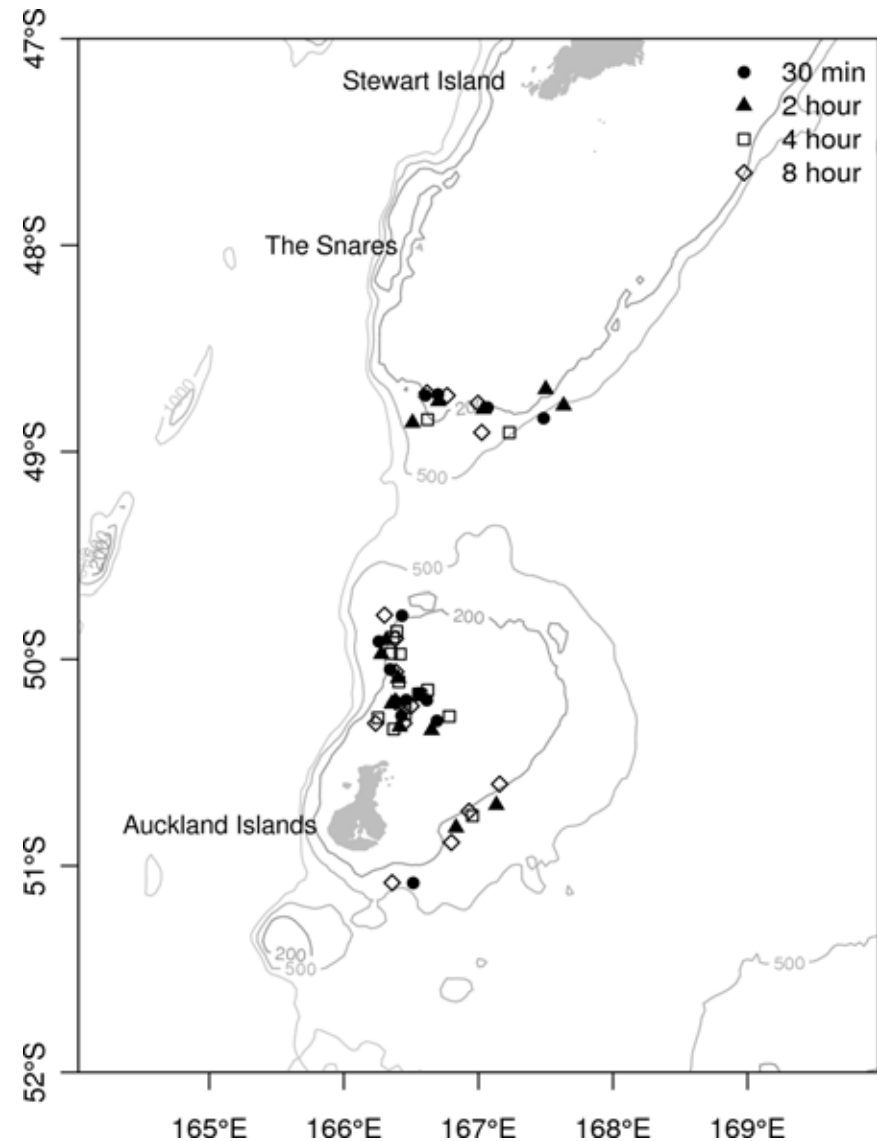 47°S
Stewart Island
30 min
2 hour
4 hour
8 hour
48°S
The Snares
1000
49°S
500
200
500
200
50°S
Auckland Islands
51°S
200
500
500
52°S
165°E 166°E 167°E 168°E 169°E